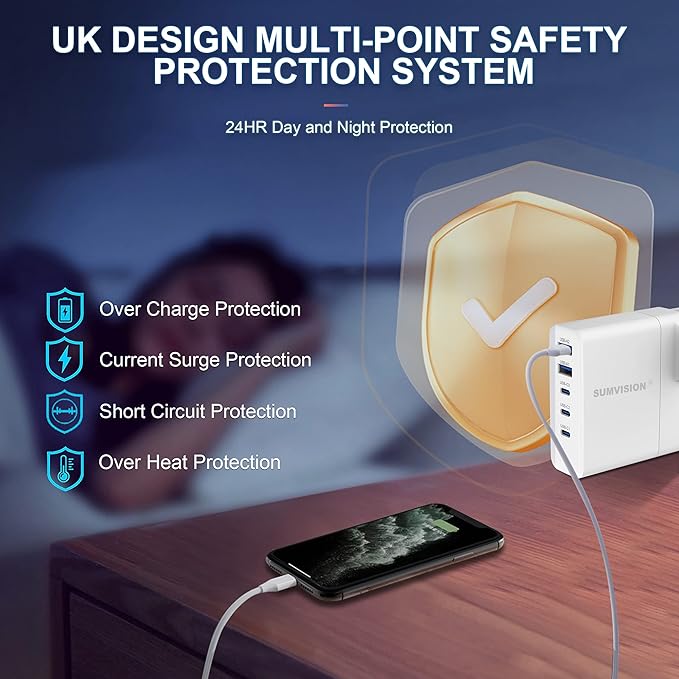 UK DESIGN MULTI-POINT SAFETY
PROTECTION SYSTEM
24HR Day and Night Protection
Over Charge Protection
Current Surge Protection
Short Circuit Protection
Over Heat Protection
SUMVISION